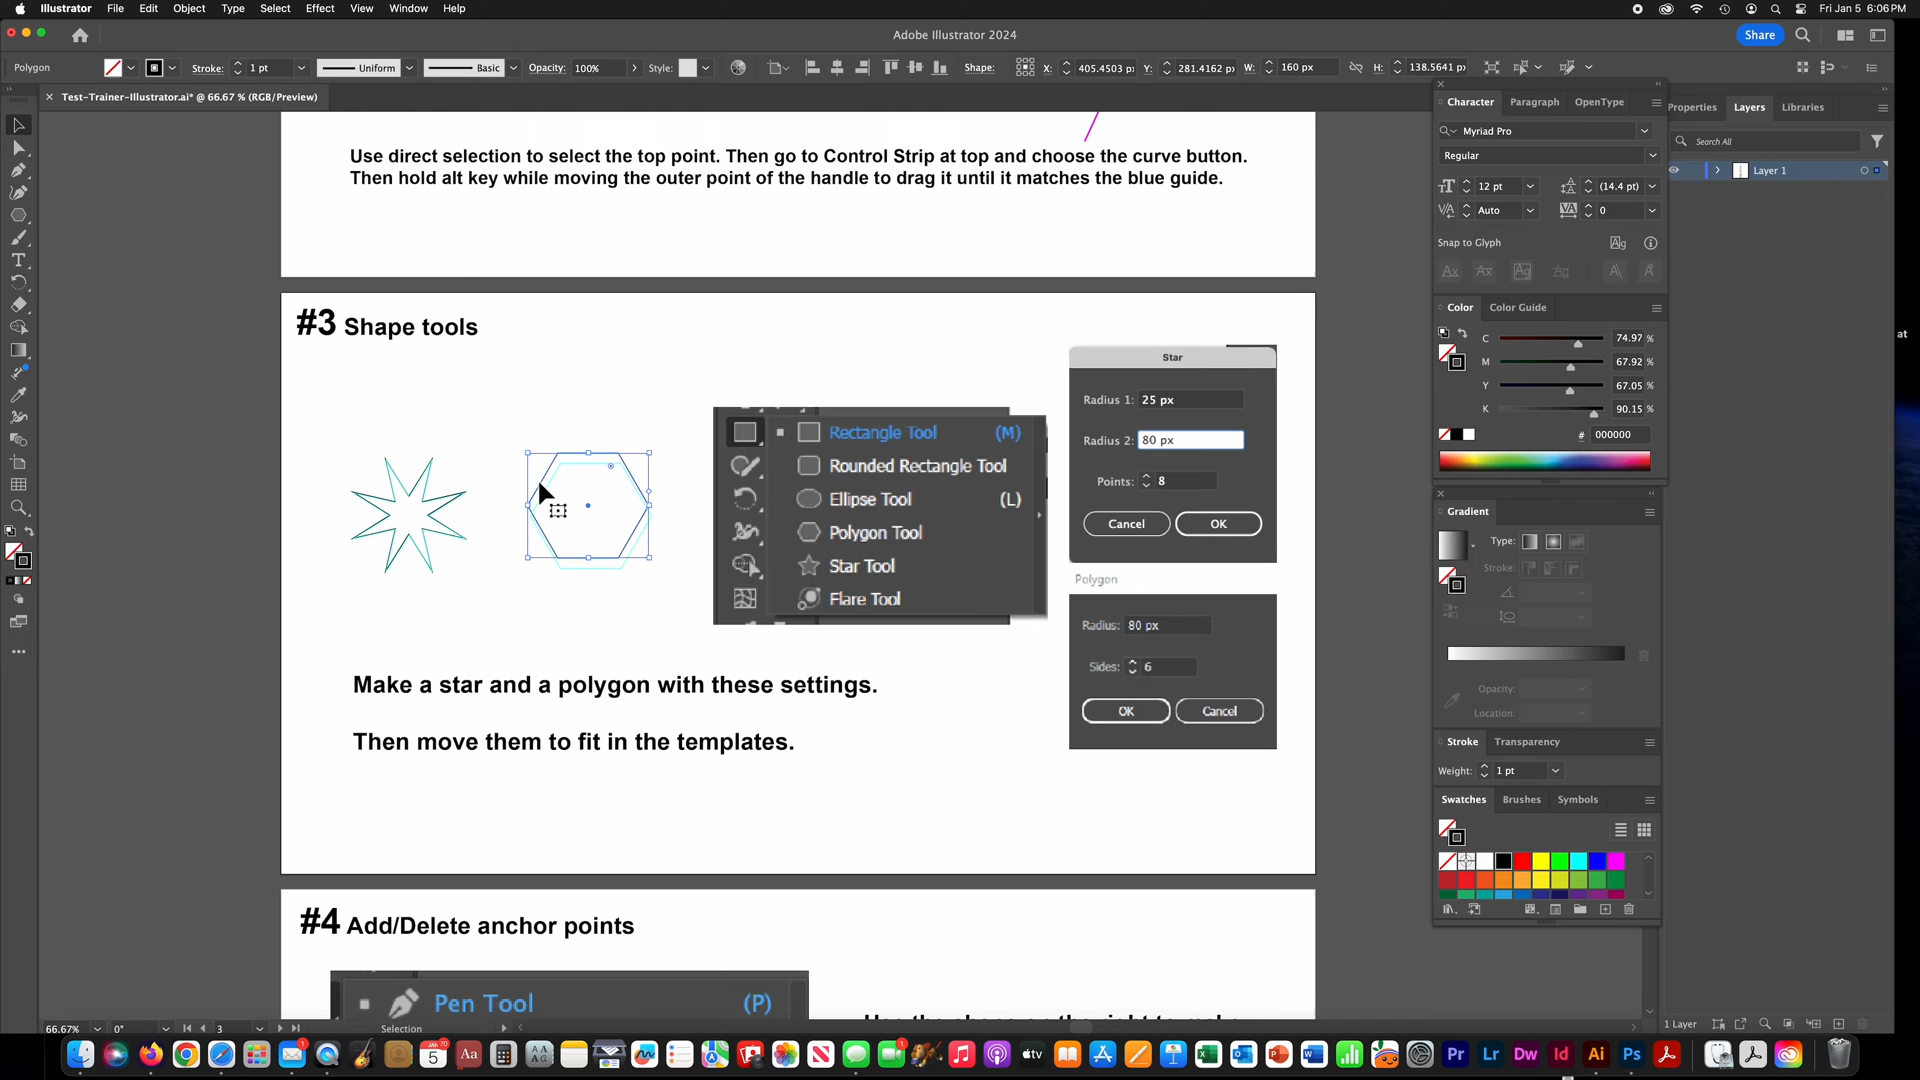 Illustrator File Edit Object Type Select Effect View Window Help
Fri Jan 5 6:06 PM
Adobe Illustrator 2024
Share
Polygon
Stroke: 1 pt
Uniform
Basic
Opacity: 100%
Style:
Shape:
X: 405.4503 px
Y: 281.4162 px
W: 160 px
H: 138.5641 px
Test-Trainer-Illustrator.ai* @ 66.67 % (RGB/Preview)
Use direct selection to select the top point. Then go to Control Strip at top and choose the curve button.
Then hold alt key while moving the outer point of the handle to drag it until it matches the blue guide.
#3 Shape tools
Rectangle Tool (M)
Rounded Rectangle Tool
Ellipse Tool (L)
Polygon Tool
Star Tool
Flare Tool
Star
Radius 1: 25 px
Radius 2: 80 px
Points: 8
Cancel OK
Polygon
Radius: 80 px
Sides: 6
OK Cancel
Make a star and a polygon with these settings.
Then move them to fit in the templates.
#4 Add/Delete anchor points
Pen Tool (P)
66.67% 0° 3 Selection
Character Paragraph OpenType
Myriad Pro
Regular
12 pt (14.4 pt)
Auto 0
Snap to Glyph
Color Color Guide
C 74.97 %
M 67.92 %
Y 67.05 %
K 90.15 %
# 000000
Gradient
Type:
Stroke:
Opacity:
Location:
Stroke Transparency
Weight: 1 pt
Swatches Brushes Symbols
Properties Layers Libraries
Search All
Layer 1
1 Layer
at